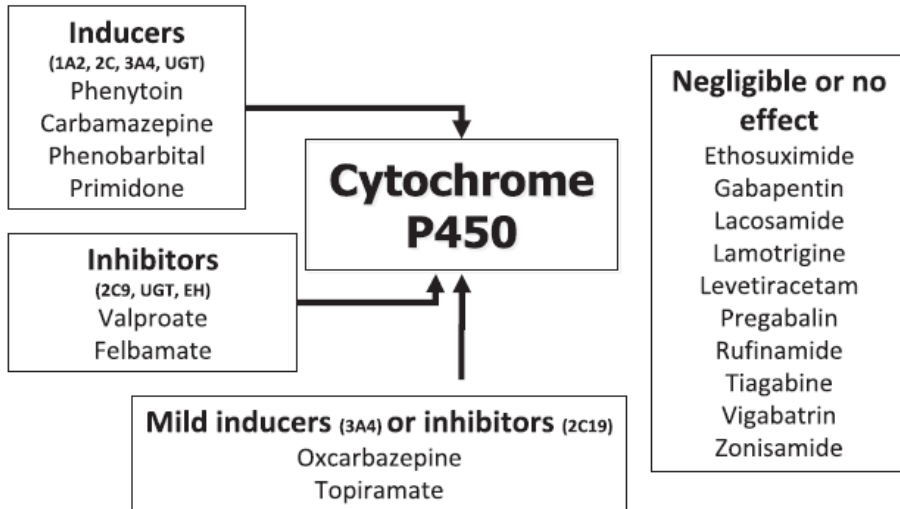 Inducers
(1A2, 2C, 3A4, UGT)
Phenytoin
Carbamazepine
Phenobarbital
Primidone
Inhibitors
(2C9, UGT, EH)
Valproate
Felbamate
Cytochrome
P450
Mild inducers (3A4) or inhibitors (2C19)
Oxcarbazepine
Topiramate
Negligible or no
effect
Ethosuximide
Gabapentin
Lacosamide
Lamotrigine
Levetiracetam
Pregabalin
Rufinamide
Tiagabine
Vigabatrin
Zonisamide